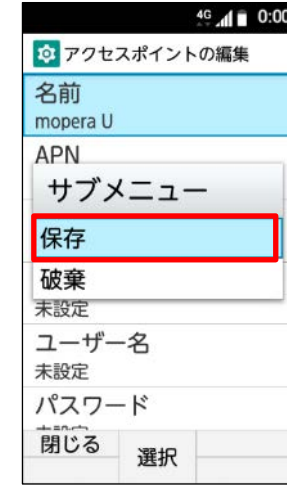 4G 0:00
アクセスポイントの編集
名前
mopera U
APN
サブメニュー
保存
破棄
未設定
ユーザー名
未設定
パスワード
閉じる
選択